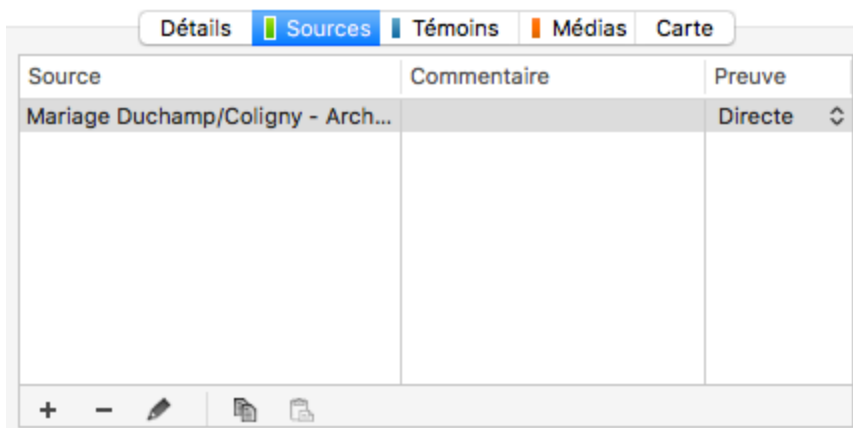 Détails Sources Témoins Médias Carte
Source Commentaire Preuve
Mariage Duchamp/Coligny - Arch... Directe